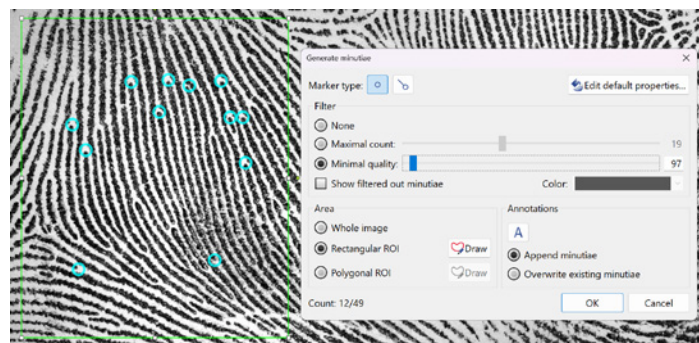 Generate minutiae
Marker type:
Edit default properties...
Filter
None
Maximal count: 19
Minimal quality: 97
Show filtered out minutiae Color:
Area
Whole image
Rectangular ROI Draw
Polygonal ROI Draw
Annotations
A
Append minutiae
Overwrite existing minutiae
Count: 12/49
OK Cancel